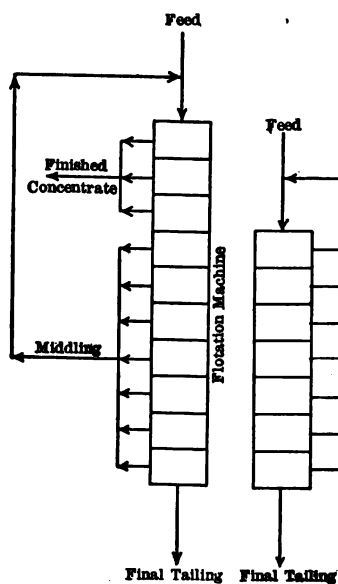 Feed
Finished
Concentrate
Flotation Machine
Middling
Final Tailing
Feed
Final Tailing